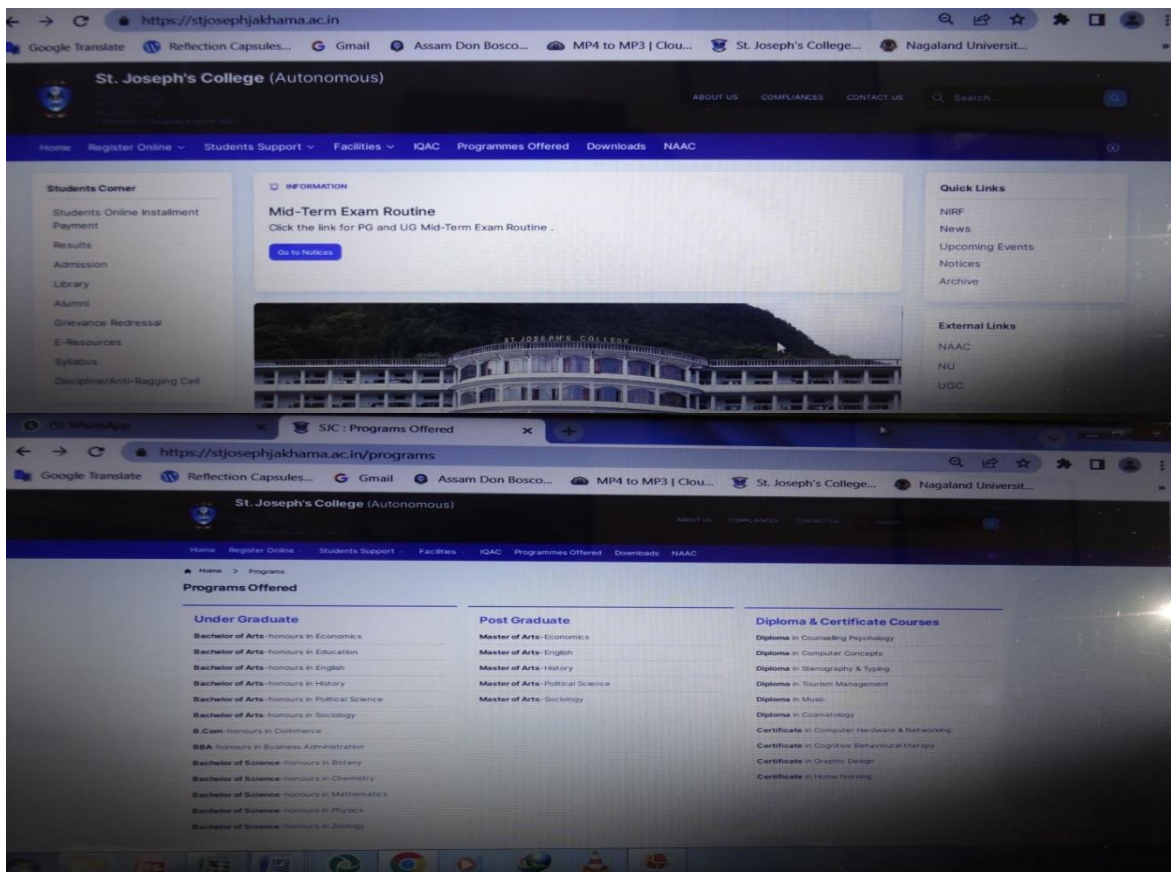 https://stjosephjakhama.ac.in
Google Translate Reflection Capsules... Gmail Assam Don Bosco... MP4 to MP3 | Clou... St. Joseph's College... Nagaland Universit...
St. Joseph's College (Autonomous)
ABOUT US COMPLIANCES CONTACT US Search...
Home Register Online Students Support Facilities IQAC Programmes Offered Downloads NAAC
Students Corner
Students Online Installment
Payment
Results
Admission
Library
Alumni
Grievance Redressal
E-Resources
Syllabus
Discipline/Anti-Ragging Cell
INFORMATION
Mid-Term Exam Routine
Click the link for PG and UG Mid-Term Exam Routine .
Go to Notices
ST. JOSEPH'S COLLEGE
Quick Links
NIRF
News
Upcoming Events
Notices
Archive
External Links
NAAC
NU
UGC
WhatsApp SJC : Programs Offered
https://stjosephjakhama.ac.in/programs
Google Translate Reflection Capsules... Gmail Assam Don Bosco... MP4 to MP3 | Clou... St. Joseph's College... Nagaland Universit...
St. Joseph's College (Autonomous)
ABOUT US COMPLIANCES CONTACT US Search
Home Register Online Students Support Facilities IQAC Programmes Offered Downloads NAAC
Home > Programs
Programs Offered
Under Graduate
Bachelor of Arts-honours in Economics
Bachelor of Arts-honours in Education
Bachelor of Arts-honours in English
Bachelor of Arts-honours in History
Bachelor of Arts-honours in Political Science
Bachelor of Arts-honours in Sociology
B.Com-honours in Commerce
BBA-honours in Business Administration
Bachelor of Science-honours in Botany
Bachelor of Science-honours in Chemistry
Bachelor of Science-honours in Mathematics
Bachelor of Science-honours in Physics
Bachelor of Science-honours in Zoology
Post Graduate
Master of Arts-Economics
Master of Arts-English
Master of Arts-History
Master of Arts-Political Science
Master of Arts-Sociology
Diploma & Certificate Courses
Diploma in Counselling Psychology
Diploma in Computer Concepts
Diploma in Stenography & Typing
Diploma in Tourism Management
Diploma in Music
Diploma in Cosmetology
Certificate in Computer Hardware & Networking
Certificate in Cognitive Behavioural therapy
Certificate in Graphic Design
Certificate in Home Nursing